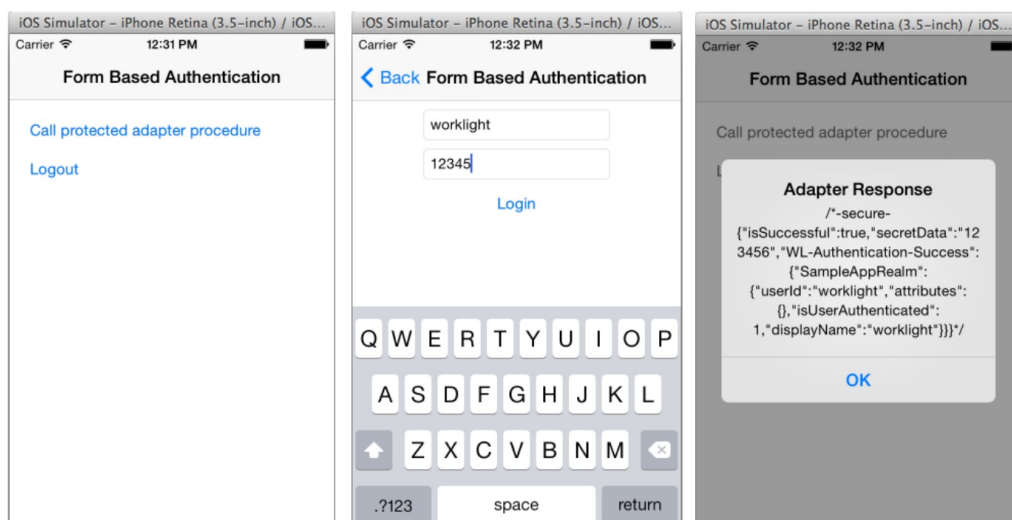 iOS Simulator – iPhone Retina (3.5–inch) / iOS...
Carrier 12:31 PM
Form Based Authentication
Call protected adapter procedure
Logout
iOS Simulator – iPhone Retina (3.5–inch) / iOS...
Carrier 12:32 PM
Back Form Based Authentication
worklight
12345
Login
Q W E R T Y U I O P
A S D F G H J K L
Z X C V B N M
.?123 space return
iOS Simulator – iPhone Retina (3.5–inch) / iOS...
Carrier 12:32 PM
Form Based Authentication
Call protected adapter procedure
L
Adapter Response
/*-secure-
{"isSuccessful":true,"secretData":"12
3456","WL-Authentication-Success":
{"SampleAppRealm":
{"userId":"worklight","attributes":
{},"isUserAuthenticated":
1,"displayName":"worklight"}}}*/
OK